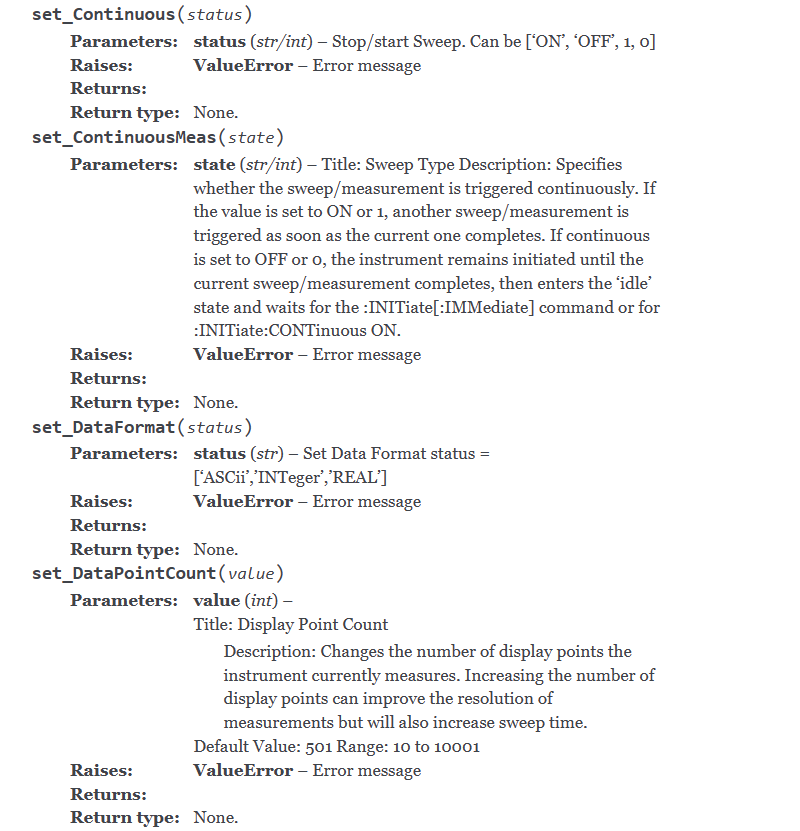 set_Continuous(status)
Parameters: status (str/int) – Stop/start Sweep. Can be [‘ON’, ‘OFF’, 1, 0]
Raises: ValueError – Error message
Returns:
Return type: None.
set_ContinuousMeas(state)
Parameters: state (str/int) – Title: Sweep Type Description: Specifies
whether the sweep/measurement is triggered continuously. If
the value is set to ON or 1, another sweep/measurement is
triggered as soon as the current one completes. If continuous
is set to OFF or 0, the instrument remains initiated until the
current sweep/measurement completes, then enters the ‘idle’
state and waits for the :INITiate[:IMMediate] command or for
:INITiate:CONTinuous ON.
Raises: ValueError – Error message
Returns:
Return type: None.
set_DataFormat(status)
Parameters: status (str) – Set Data Format status =
[‘ASCii’,’INTeger’,’REAL’]
Raises: ValueError – Error message
Returns:
Return type: None.
set_DataPointCount(value)
Parameters: value (int) –
Title: Display Point Count
Description: Changes the number of display points the
instrument currently measures. Increasing the number of
display points can improve the resolution of
measurements but will also increase sweep time.
Default Value: 501 Range: 10 to 10001
Raises: ValueError – Error message
Returns:
Return type: None.